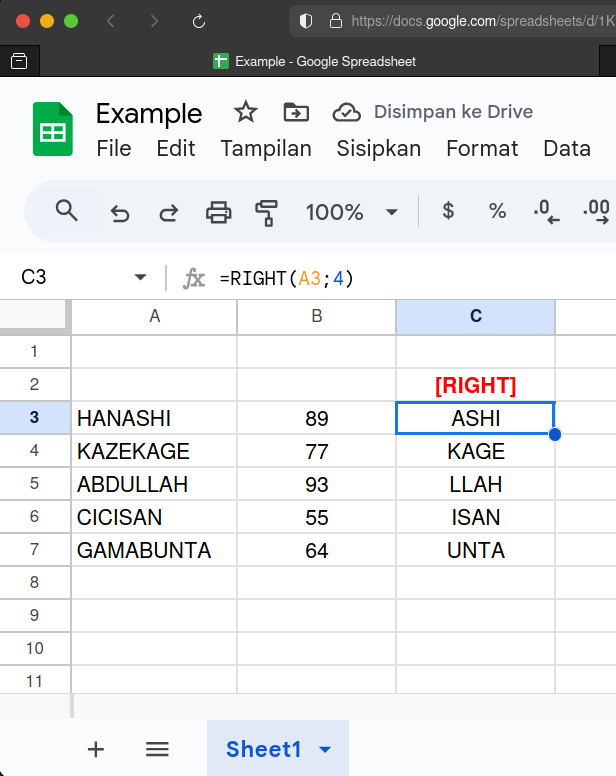 https://docs.google.com/spreadsheets/d/1K
Example - Google Spreadsheet
Example Disimpan ke Drive
File Edit Tampilan Sisipkan Format Data
100% $ % .0 .00
C3 fx =RIGHT(A3;4)
A B C
1
2 [RIGHT]
3 HANASHI 89 ASHI
4 KAZEKAGE 77 KAGE
5 ABDULLAH 93 LLAH
6 CICISAN 55 ISAN
7 GAMABUNTA 64 UNTA
8
9
10
11
Sheet1